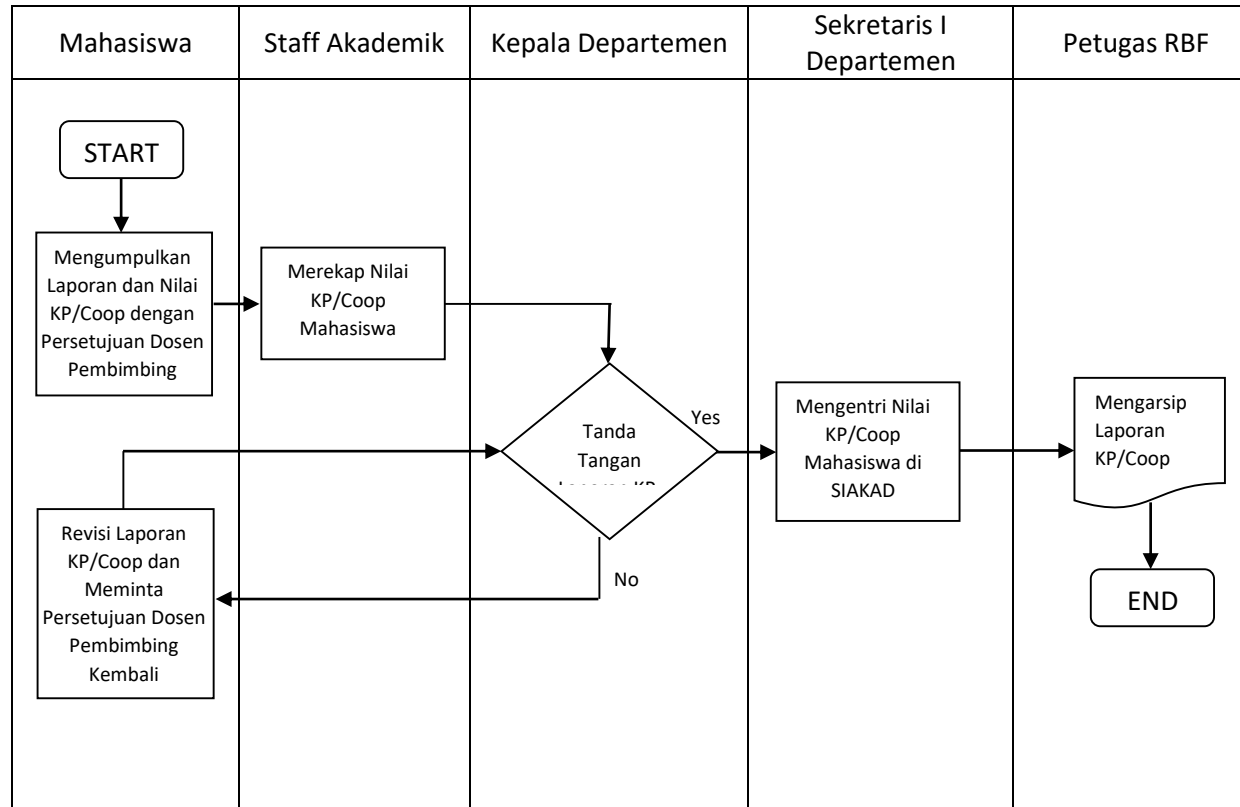 Mahasiswa
Staff Akademik
Kepala Departemen
Sekretaris I
Departemen
Petugas RBF
START
Mengumpulkan
Laporan dan Nilai
KP/Coop dengan
Persetujuan Dosen
Pembimbing
Merekap Nilai
KP/Coop
Mahasiswa
Tanda
Tangan
Yes
No
Mengentri Nilai
KP/Coop
Mahasiswa di
SIAKAD
Mengarsip
Laporan
KP/Coop
Revisi Laporan
KP/Coop dan
Meminta
Persetujuan Dosen
Pembimbing
Kembali
END